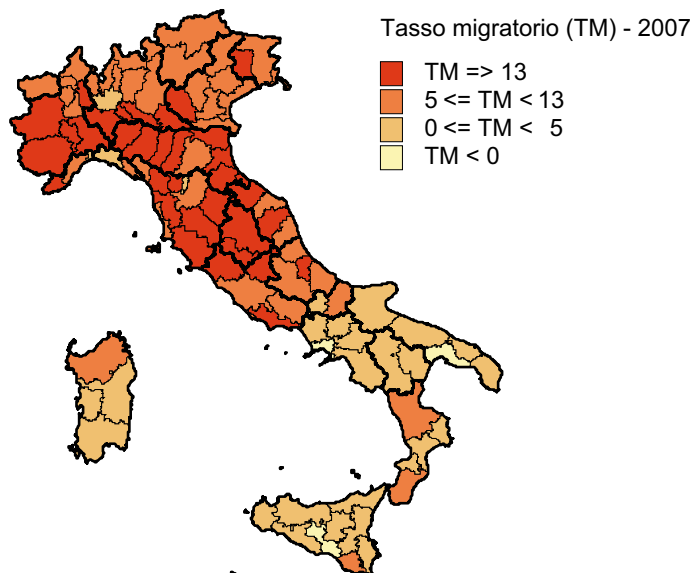 Tasso migratorio (TM) - 2007
TM => 13
5 <= TM < 13
0 <= TM < 5
TM < 0